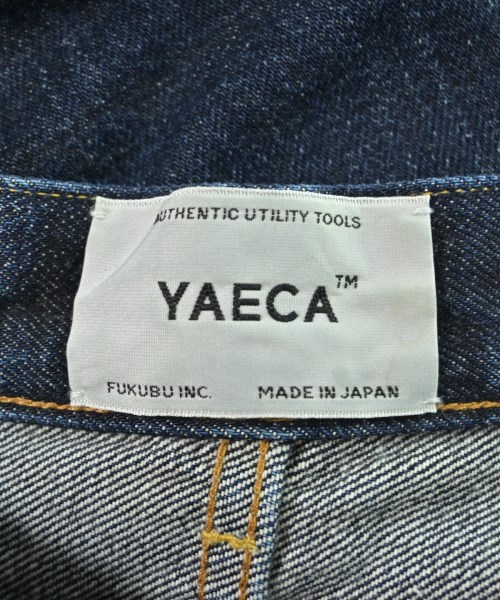 AUTHENTIC UTILITY TOOLS
YAECA™
FUKUBU INC. MADE IN JAPAN